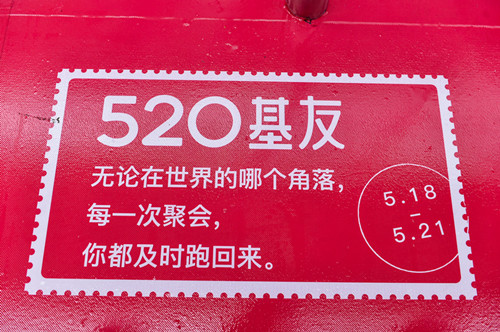 520基友
无论在世界的哪个角落，
每一次聚会，
你都及时跑回来。
5.18
–
5.21